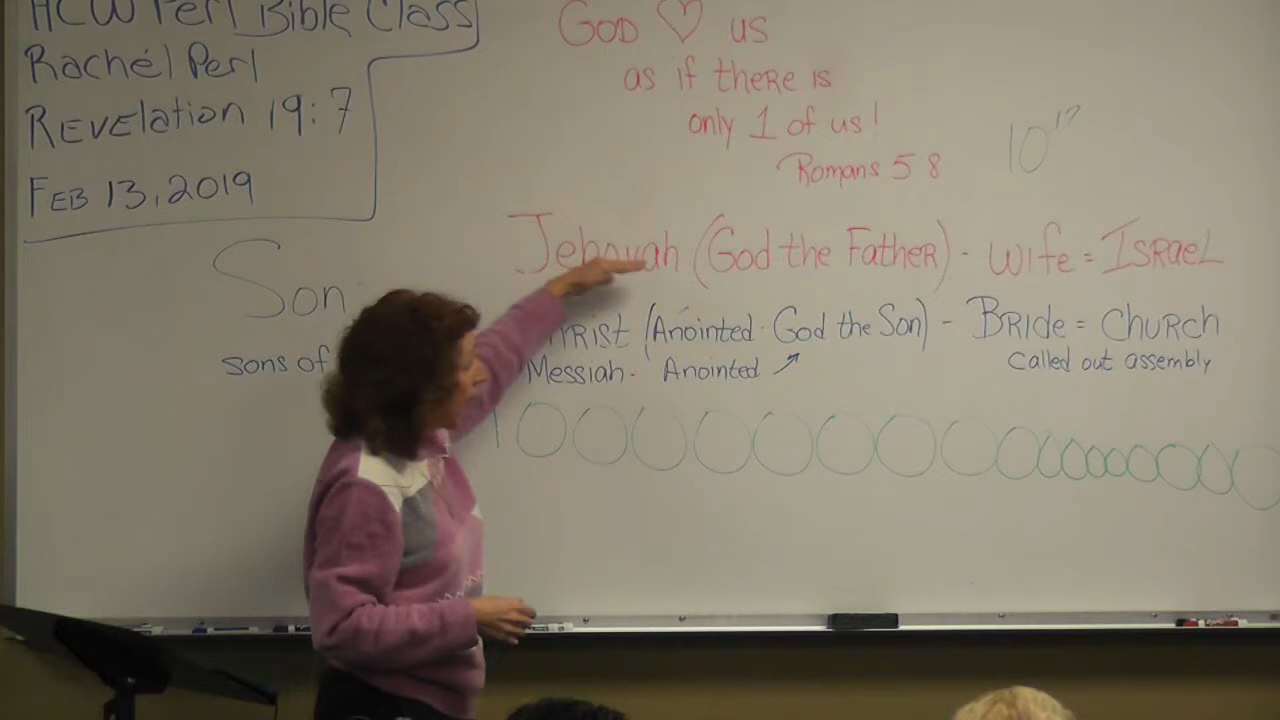 HCW Perl Bible Class
Rachel Perl
Revelation 19:7
Feb 13, 2019
God ♡ us
as if there is
only 1 of us!
Romans 5 8
10¹⁷
Son
sons of
Jehovah (God the Father) - wife = Israel
(Anointed · God the Son) - Bride = Church
Messiah. Anointed ↗
Called out assembly